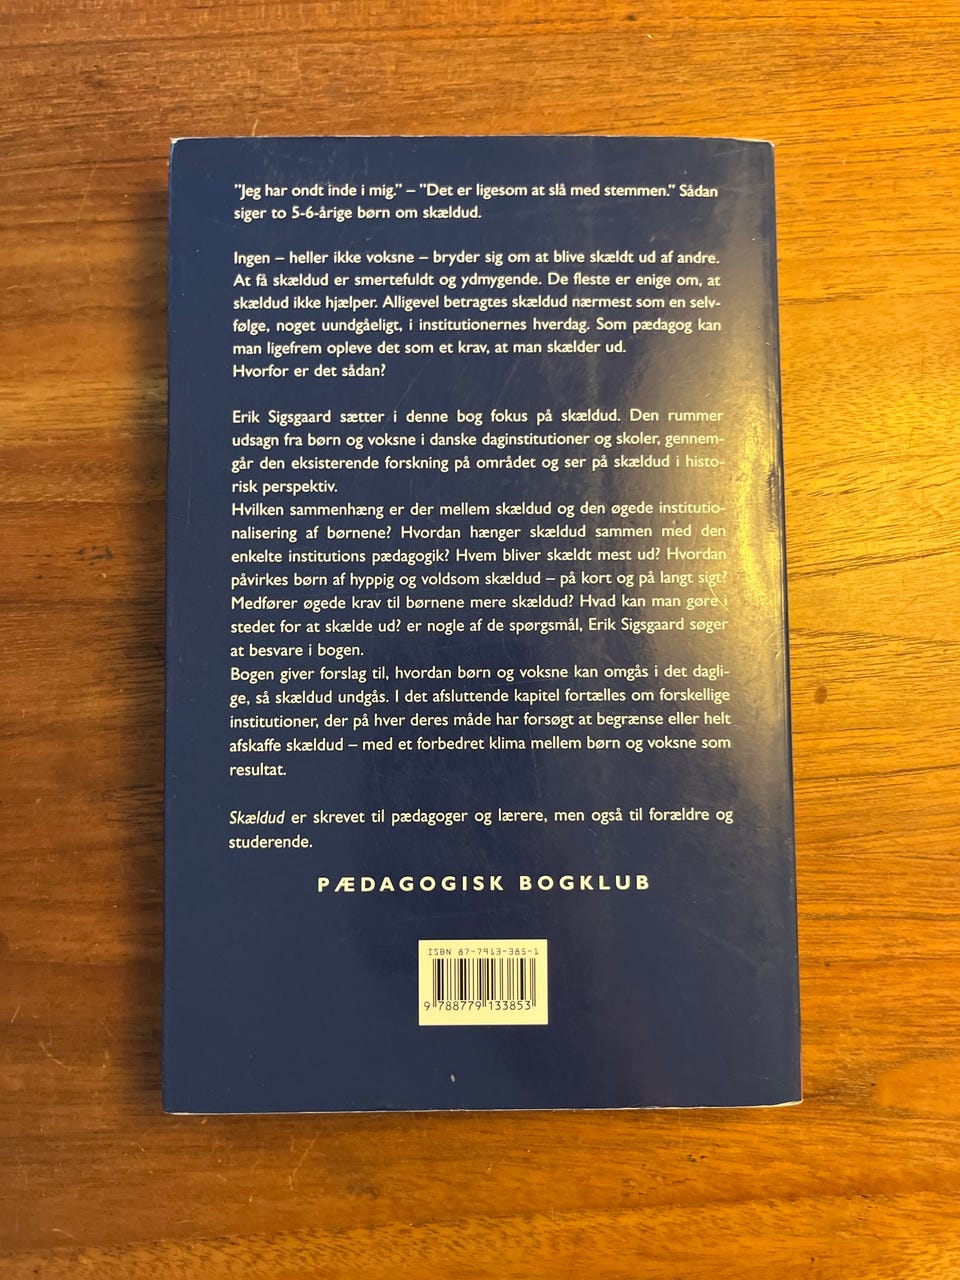 "Jeg har ondt inde i mig." – "Det er ligesom at slå med stemmen." Sådan
siger to 5-6-årige børn om skældud.
Ingen – heller ikke voksne – bryder sig om at blive skældt ud af andre.
At få skældud er smertefuldt og ydmygende. De fleste er enige om, at
skældud ikke hjælper. Alligevel betragtes skældud nærmest som en selv-
følge, noget uundgåeligt, i institutionernes hverdag. Som pædagog kan
man ligefrem opleve det som et krav, at man skælder ud.
Hvorfor er det sådan?
Erik Sigsgaard sætter i denne bog fokus på skældud. Den rummer
udsagn fra børn og voksne i danske daginstitutioner og skoler, gennem-
går den eksisterende forskning på området og ser på skældud i histo-
risk perspektiv.
Hvilken sammenhæng er der mellem skældud og den øgede institutio-
nalisering af børnene? Hvordan hænger skældud sammen med den
enkelte institutions pædagogik? Hvem bliver skældt mest ud? Hvordan
påvirkes børn af hyppig og voldsom skældud – på kort og på langt sigt?
Medfører øgede krav til børnene mere skældud? Hvad kan man gøre i
stedet for at skælde ud? er nogle af de spørgsmål, Erik Sigsgaard søger
at besvare i bogen.
Bogen giver forslag til, hvordan børn og voksne kan omgås i det dagli-
ge, så skældud undgås. I det afsluttende kapitel fortælles om forskellige
institutioner, der på hver deres måde har forsøgt at begrænse eller helt
afskaffe skældud – med et forbedret klima mellem børn og voksne som
resultat.
Skældud er skrevet til pædagoger og lærere, men også til forældre og
studerende.
PÆDAGOGISK BOGKLUB
ISBN 87-7913-385-1
9 788779 133853